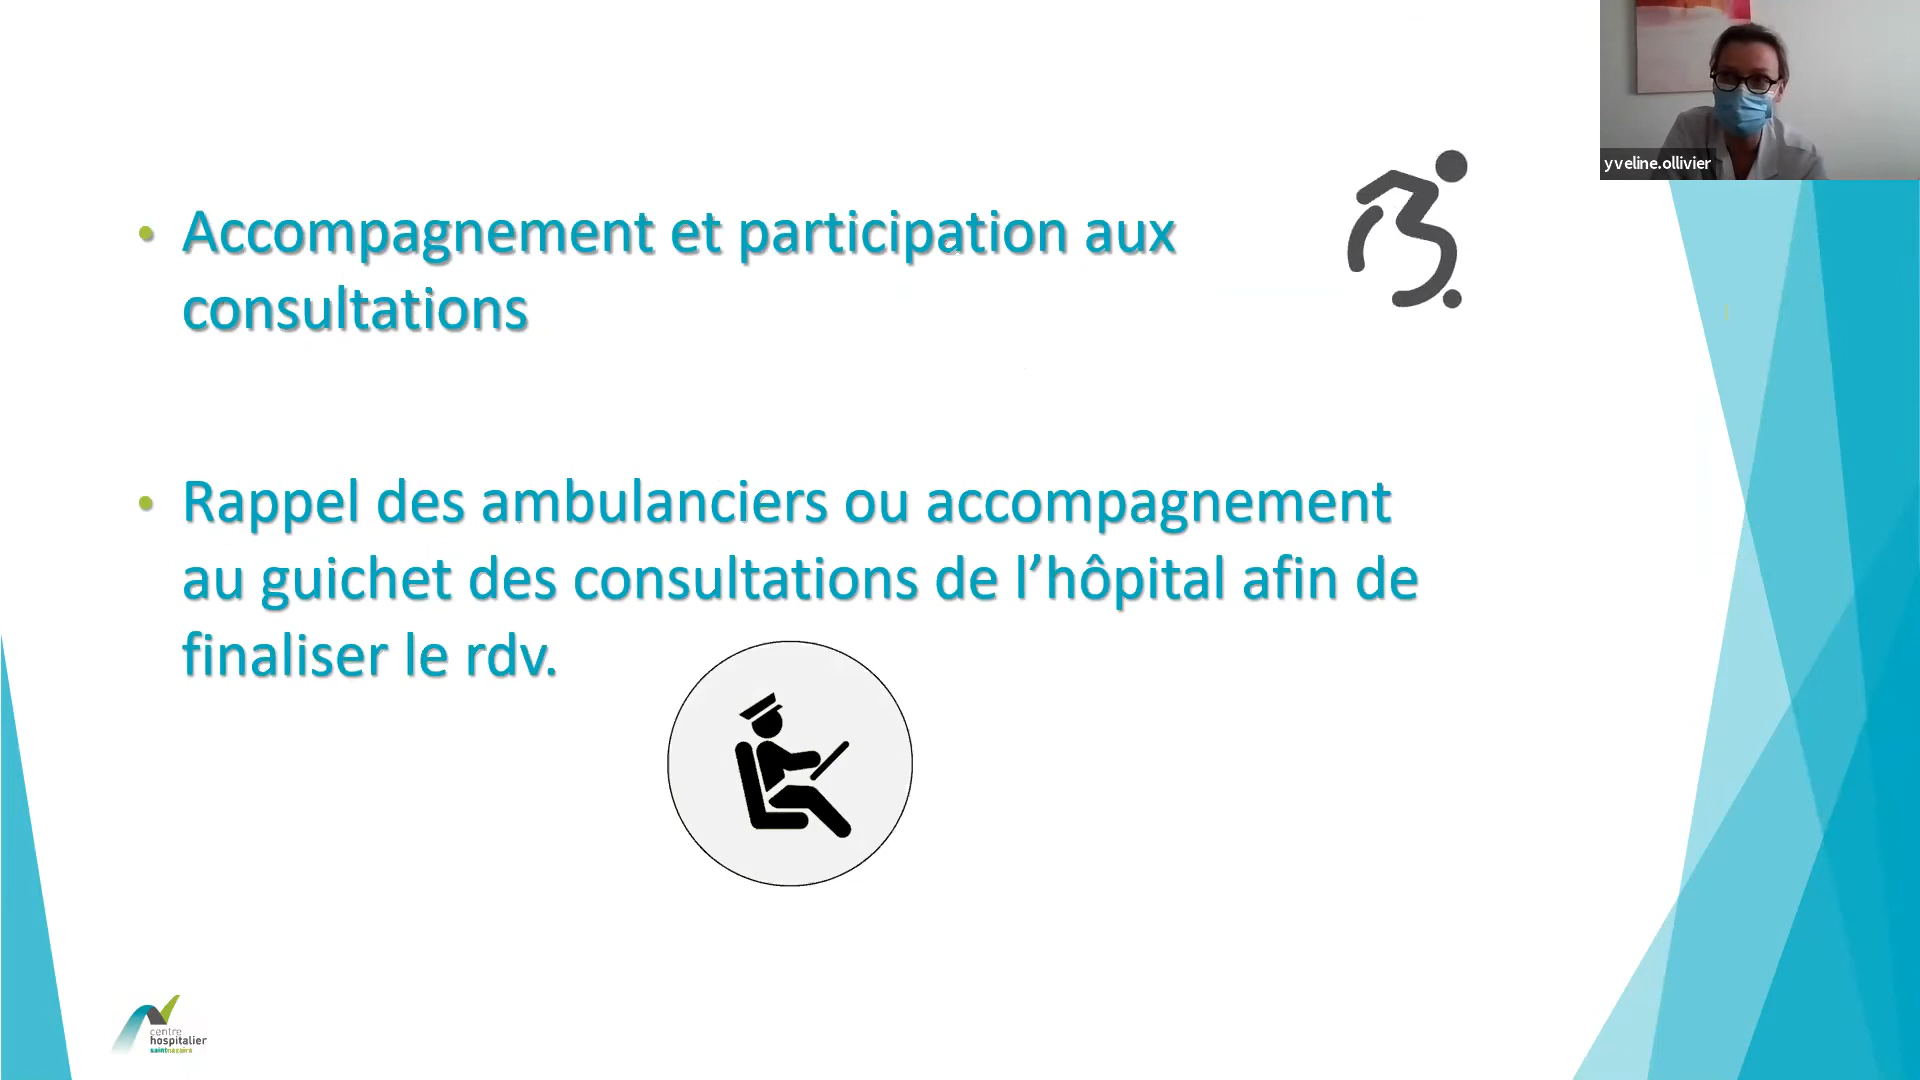 yveline.ollivier
• Accompagnement et participation aux
consultations
• Rappel des ambulanciers ou accompagnement
au guichet des consultations de l’hôpital afin de
finaliser le rdv.
centre
hospitalier
saintnazaire